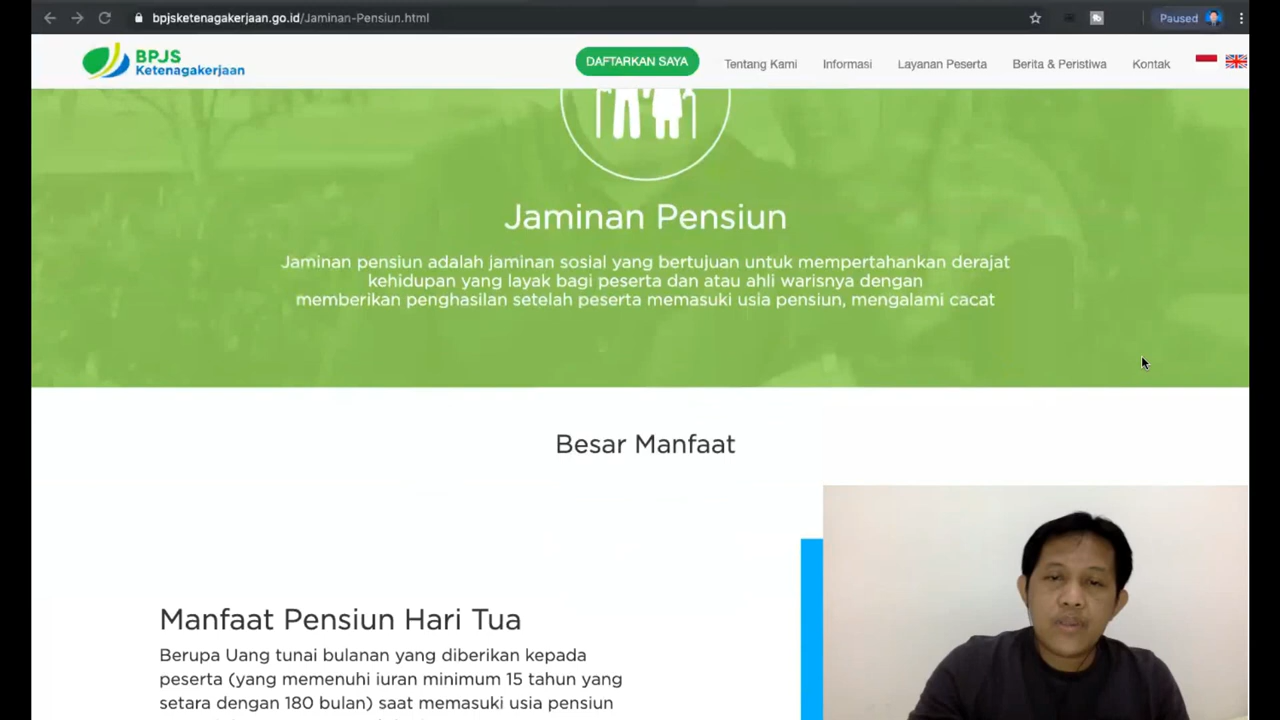 bpjsketenagakerjaan.go.id/Jaminan-Pensiun.html
Paused
BPJS
Ketenagakerjaan
DAFTARKAN SAYA
Tentang Kami
Informasi
Layanan Peserta
Berita & Peristiwa
Kontak
Jaminan Pensiun
Jaminan pensiun adalah jaminan sosial yang bertujuan untuk mempertahankan derajat
kehidupan yang layak bagi peserta dan atau ahli warisnya dengan
memberikan penghasilan setelah peserta memasuki usia pensiun, mengalami cacat
Besar Manfaat
Manfaat Pensiun Hari Tua
Berupa Uang tunai bulanan yang diberikan kepada
peserta (yang memenuhi iuran minimum 15 tahun yang
setara dengan 180 bulan) saat memasuki usia pensiun